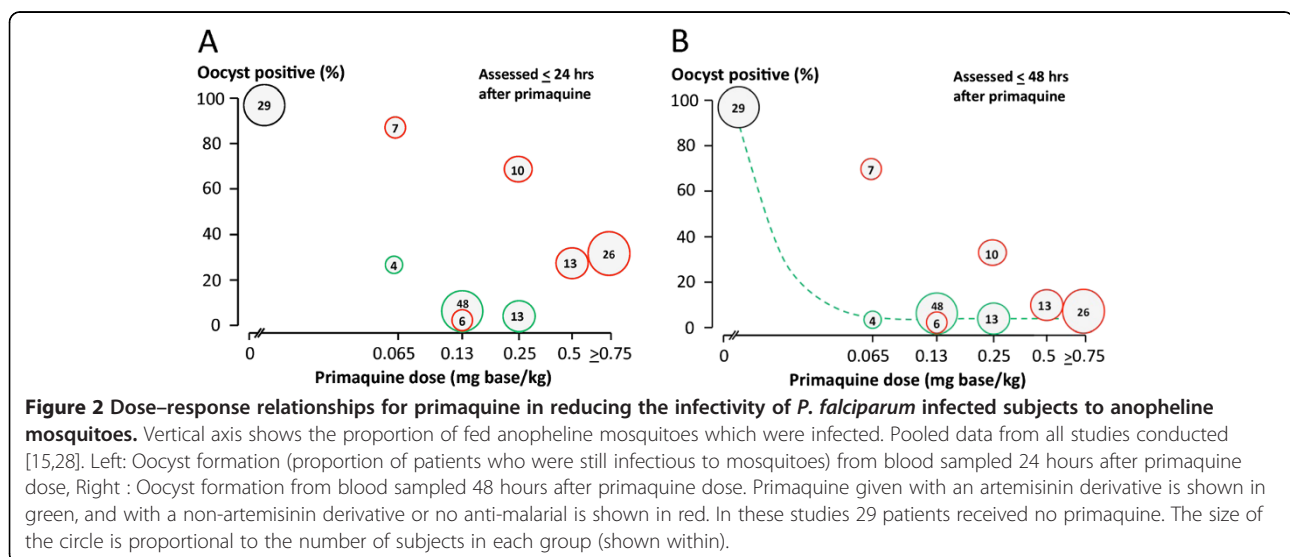 A
Oocyst positive (%)
Assessed ≤ 24 hrs
after primaquine
100
80
60
40
20
0
29
7
10
4
48
6
13
13
26
0
0.065
0.13
0.25
0.5
≥0.75
Primaquine dose (mg base/kg)
B
Oocyst positive (%)
Assessed ≤ 48 hrs
after primaquine
100
80
60
40
20
0
29
7
10
4
48
6
13
13
26
0
0.065
0.13
0.25
0.5
≥0.75
Primaquine dose (mg base/kg)
Figure 2 Dose–response relationships for primaquine in reducing the infectivity of P. falciparum infected subjects to anopheline
mosquitoes. Vertical axis shows the proportion of fed anopheline mosquitoes which were infected. Pooled data from all studies conducted
[15,28]. Left: Oocyst formation (proportion of patients who were still infectious to mosquitoes) from blood sampled 24 hours after primaquine
dose, Right : Oocyst formation from blood sampled 48 hours after primaquine dose. Primaquine given with an artemisinin derivative is shown in
green, and with a non-artemisinin derivative or no anti-malarial is shown in red. In these studies 29 patients received no primaquine. The size of
the circle is proportional to the number of subjects in each group (shown within).